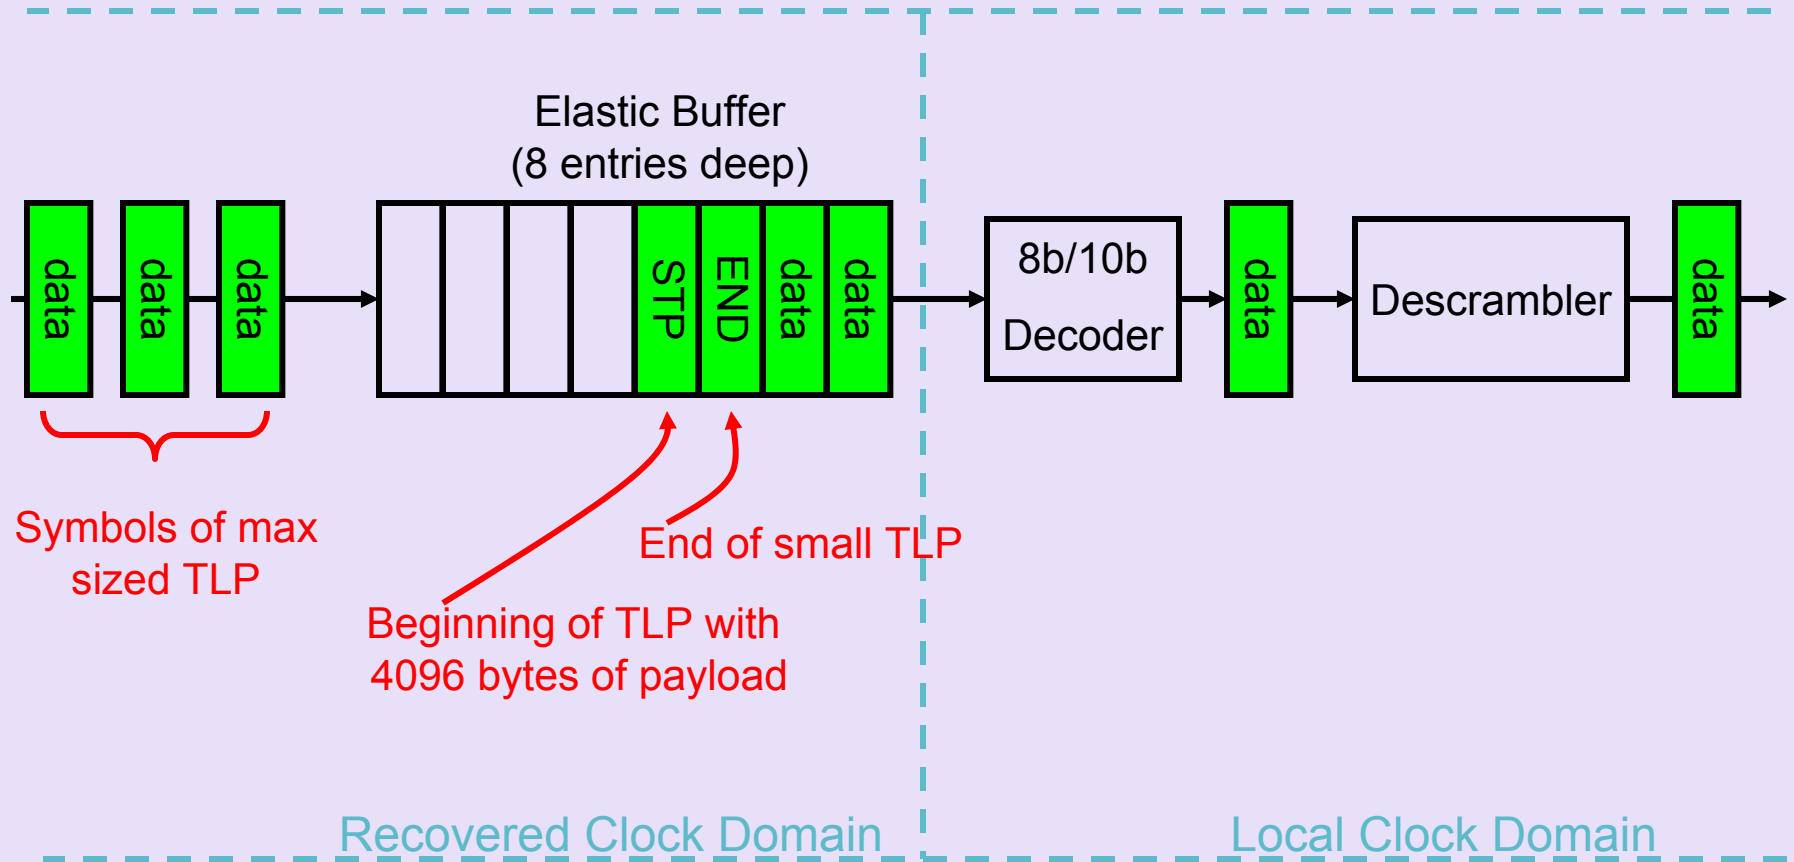 Elastic Buffer
(8 entries deep)
data
data
data
STP
END
data
data
8b/10b
Decoder
data
Descrambler
data
Symbols of max
sized TLP
End of small TLP
Beginning of TLP with
4096 bytes of payload
Recovered Clock Domain
Local Clock Domain